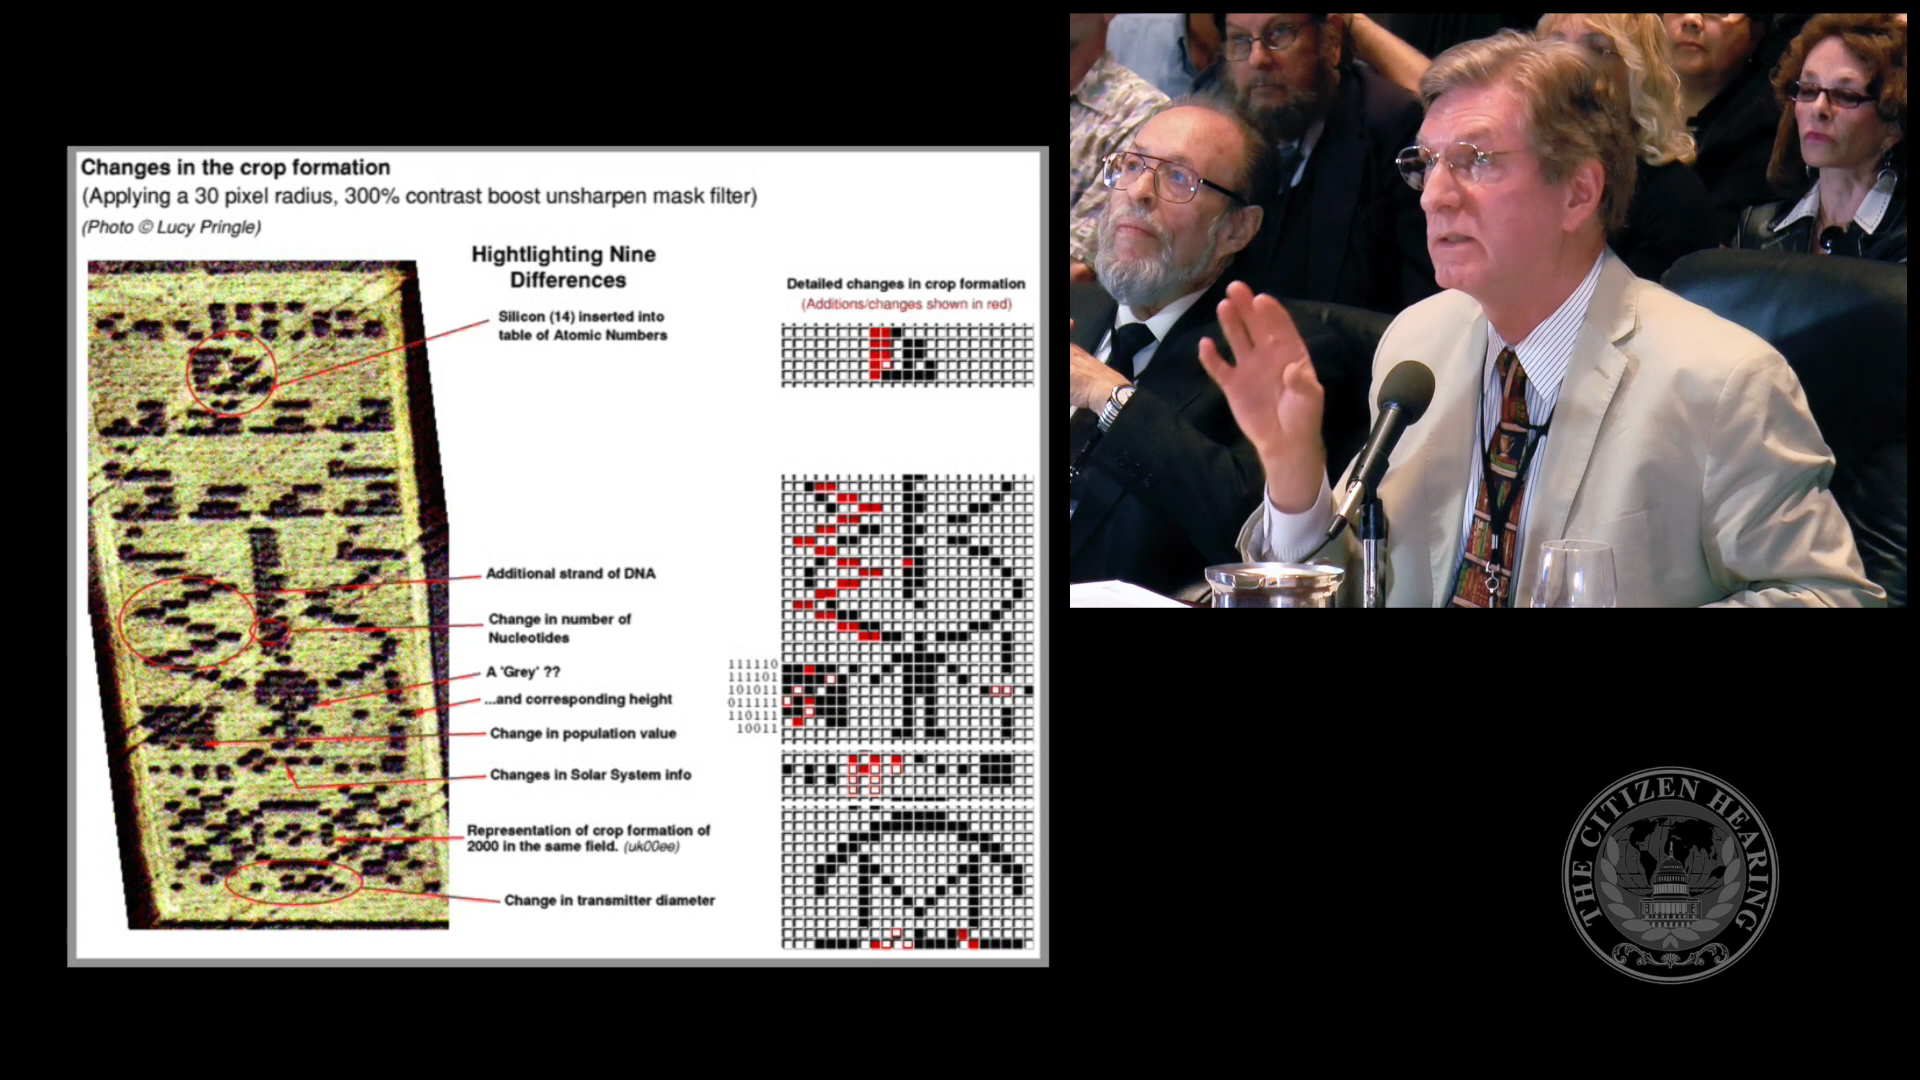 Changes in the crop formation
(Applying a 30 pixel radius, 300% contrast boost unsharpen mask filter)
(Photo © Lucy Pringle)
Hightlighting Nine
Differences
Silicon (14) inserted into
table of Atomic Numbers
Additional strand of DNA
Change in number of
Nucleotides
A 'Grey' ??
...and corresponding height
Change in population value
Changes in Solar System info
Representation of crop formation of
2000 in the same field. (uk00ee)
Change in transmitter diameter
Detailed changes in crop formation
(Additions/changes shown in red)
111110
111101
101011
011111
110111
10011
THE CITIZEN HEARING